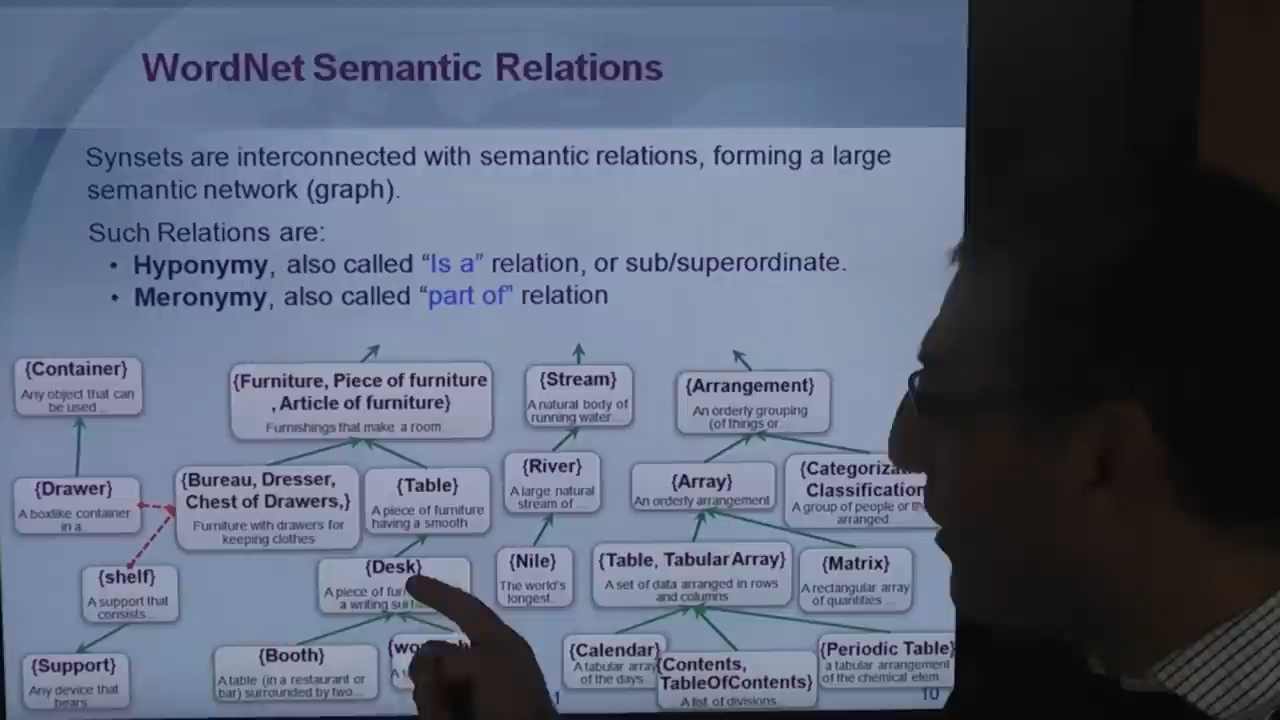 WordNet Semantic Relations
Synsets are interconnected with semantic relations, forming a large
semantic network (graph).
Such Relations are:
• Hyponymy, also called “Is a” relation, or sub/superordinate.
• Meronymy, also called “part of” relation
{Container}
Any object that can
be used...
{Furniture, Piece of furniture
, Article of furniture}
Furnishings that make a room
{Stream}
A natural body of
running water
{Arrangement}
An orderly grouping
(of things or
{Drawer}
A boxlike container
in a...
{Bureau, Dresser,
Chest of Drawers,}
Furniture with drawers for
keeping clothes
{Table}
A piece of furniture
having a smooth
{River}
A large natural
stream of
{Array}
An orderly arrangement
Classification
A group of people or
arranged
{shelf}
A support that
consists...
{Desk}
A piece of
a writing
{Nile}
The world's
longest...
{Table, Tabular Array}
A set of data arranged in rows
and columns
{Matrix}
A rectangular array
of quantities
{Support}
Any device that
bears
{Booth}
A table (in a restaurant or
bar) surrounded by two...
{Calendar}
A tabular array
of the days
{Contents,
TableOfContents}
A list of divisions
{Periodic Table}
a tabular arrangement
of the chemical elem
10